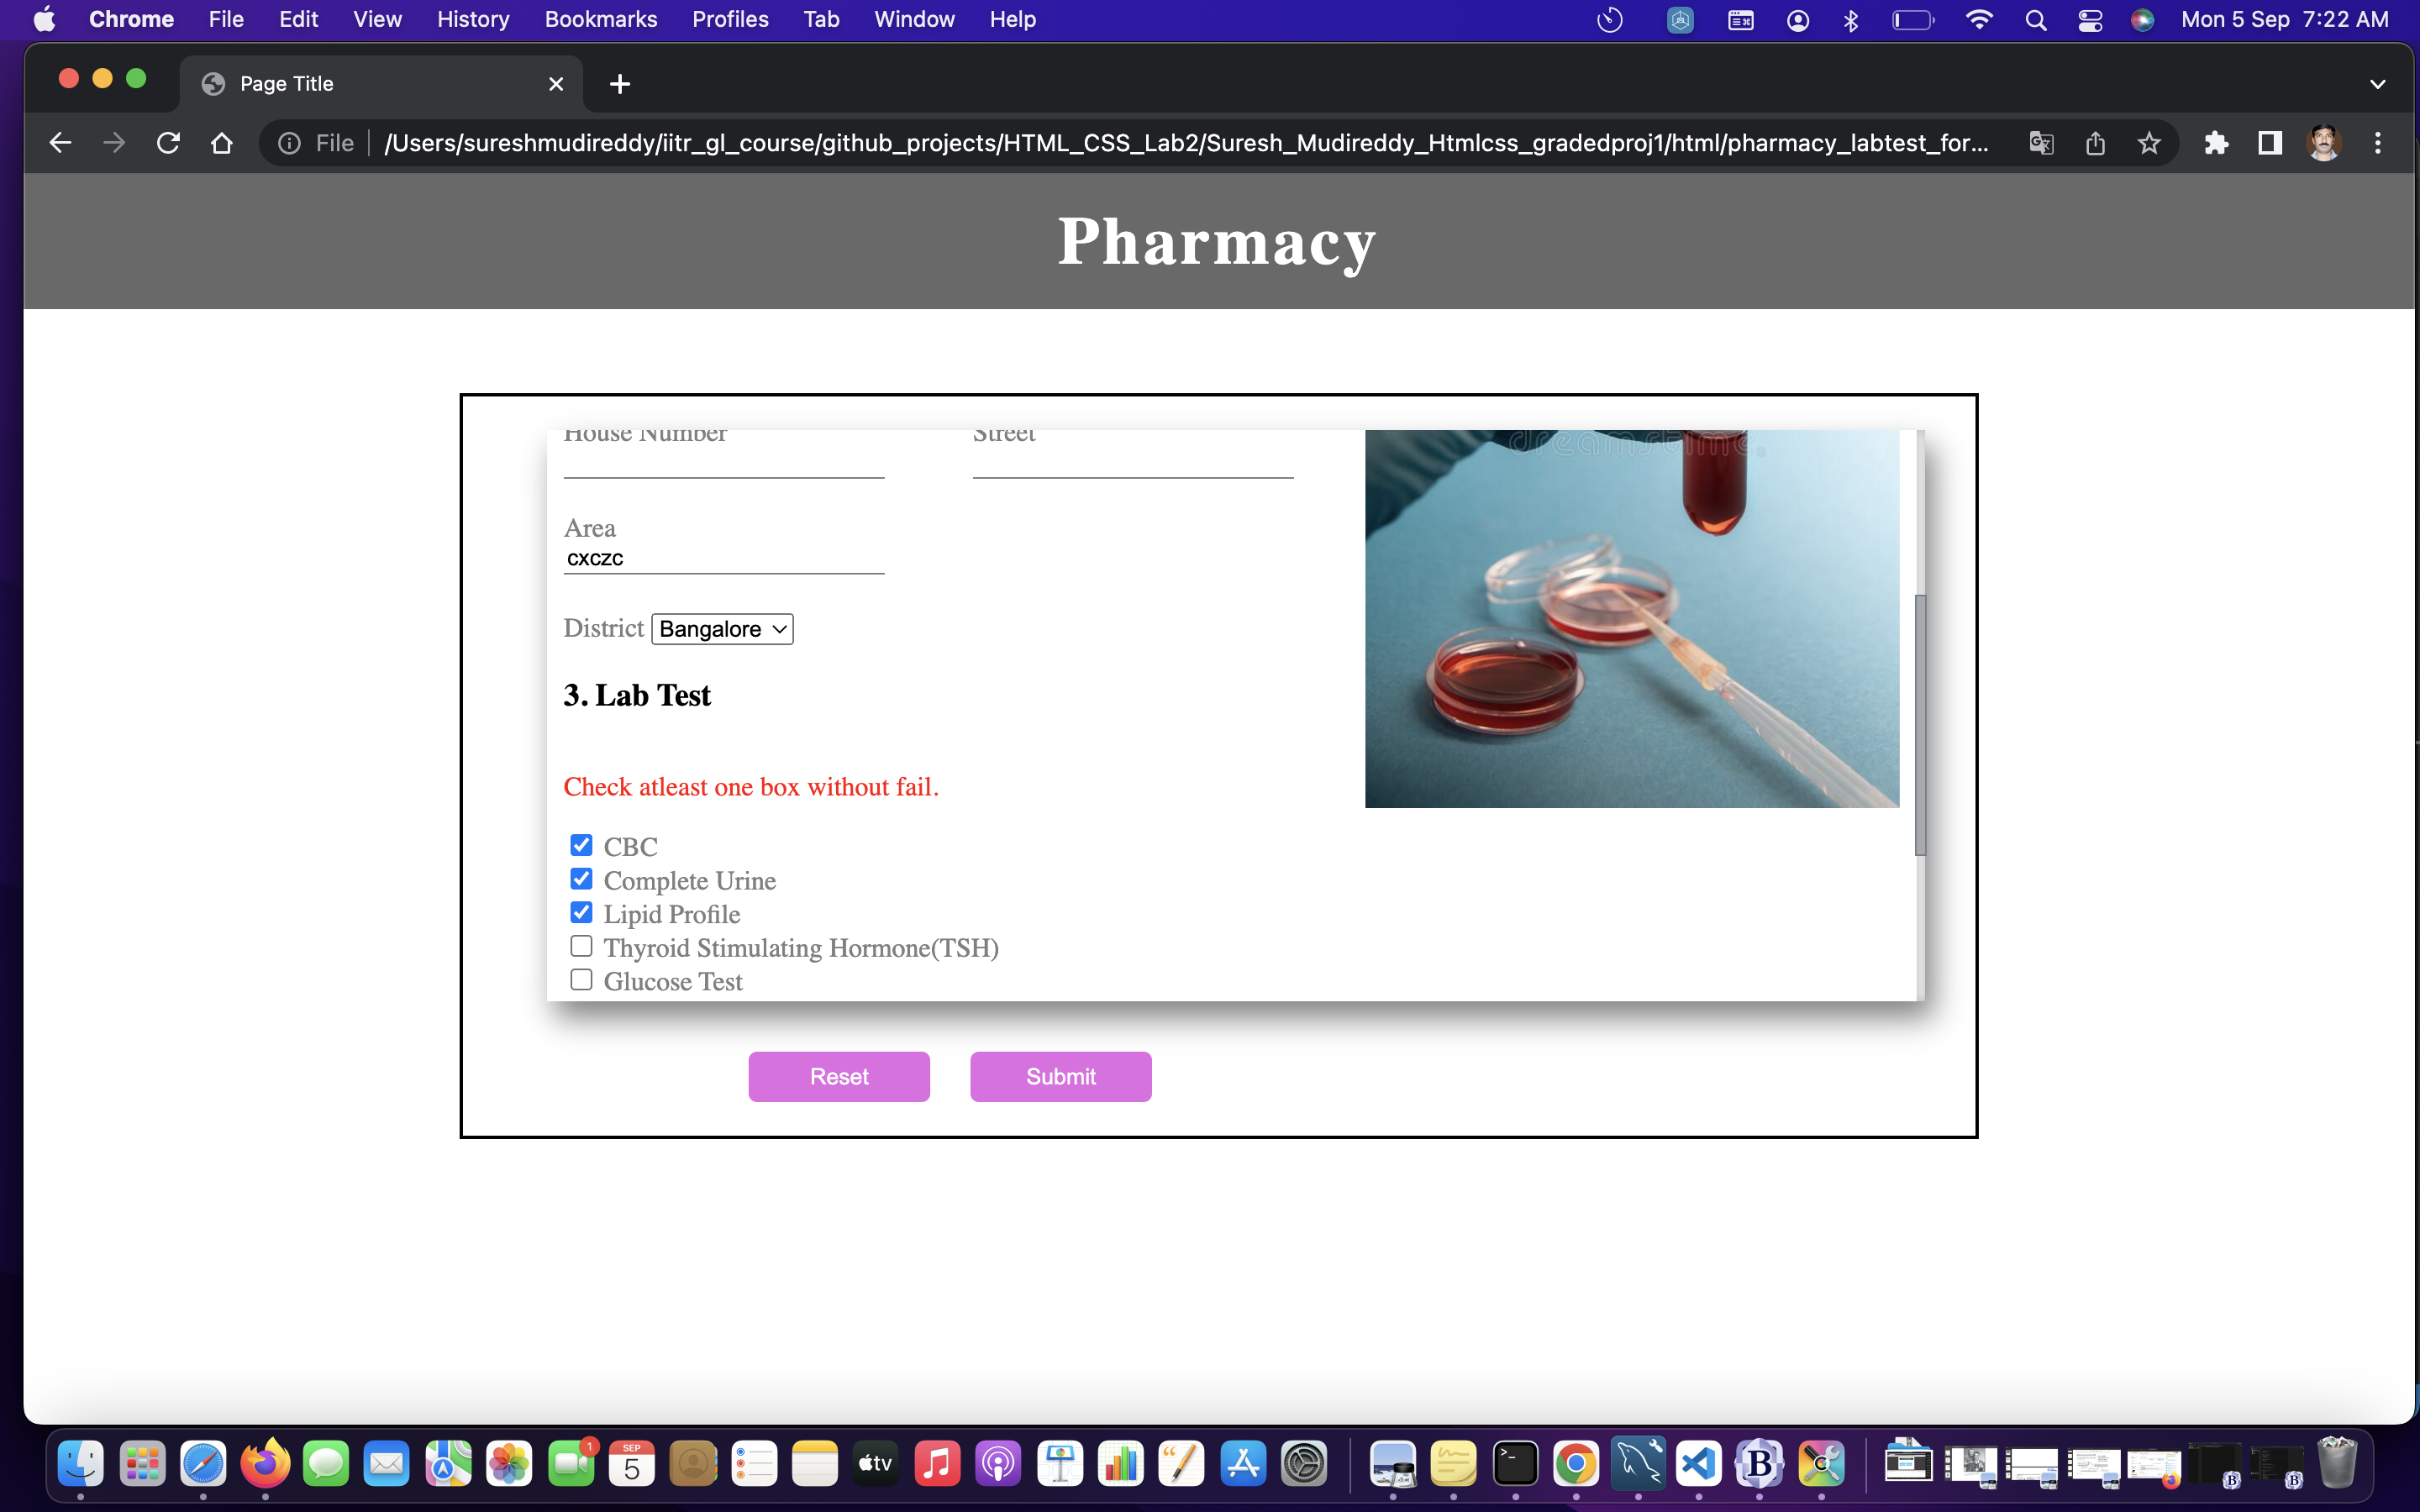 Chrome File Edit View History Bookmarks Profiles Tab Window Help Mon 5 Sep 7:22 AM
Page Title
File /Users/sureshmudireddy/iitr_gl_course/github_projects/HTML_CSS_Lab2/Suresh_Mudireddy_Htmlcss_gradedproj1/html/pharmacy_labtest_for...
Pharmacy
House Number Street
dreamstime.
Area
cxczc
District Bangalore
3. Lab Test
Check atleast one box without fail.
CBC
Complete Urine
Lipid Profile
Thyroid Stimulating Hormone(TSH)
Glucose Test
Reset Submit
1
SEP
5
tv
B